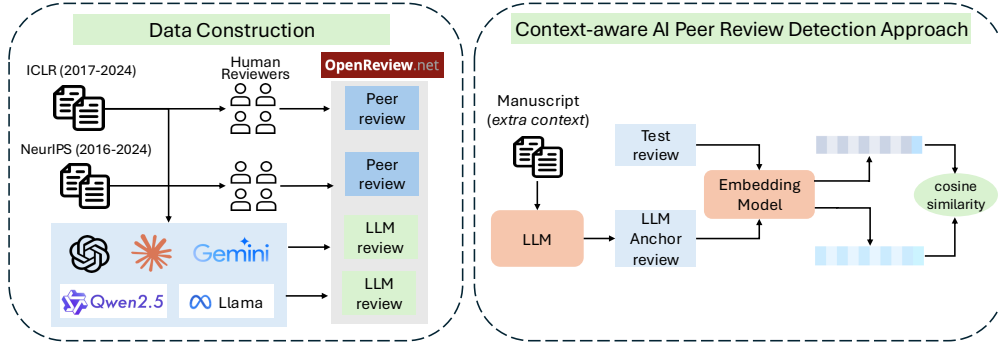 Data Construction
ICLR (2017-2024)
Human
Reviewers
OpenReview.net
Peer
review
NeurIPS (2016-2024)
Peer
review
LLM
review
LLM
review
Gemini
Qwen2.5
Llama
Context-aware AI Peer Review Detection Approach
Manuscript
(extra context)
Test
review
LLM
LLM
Anchor
review
Embedding
Model
cosine
similarity